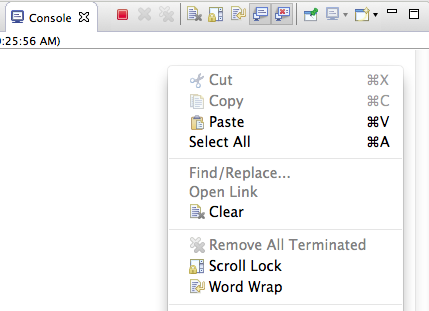 Console
0:25:56 AM)
Cut ⌘X
Copy ⌘C
Paste ⌘V
Select All ⌘A
Find/Replace...
Open Link
Clear
Remove All Terminated
Scroll Lock
Word Wrap